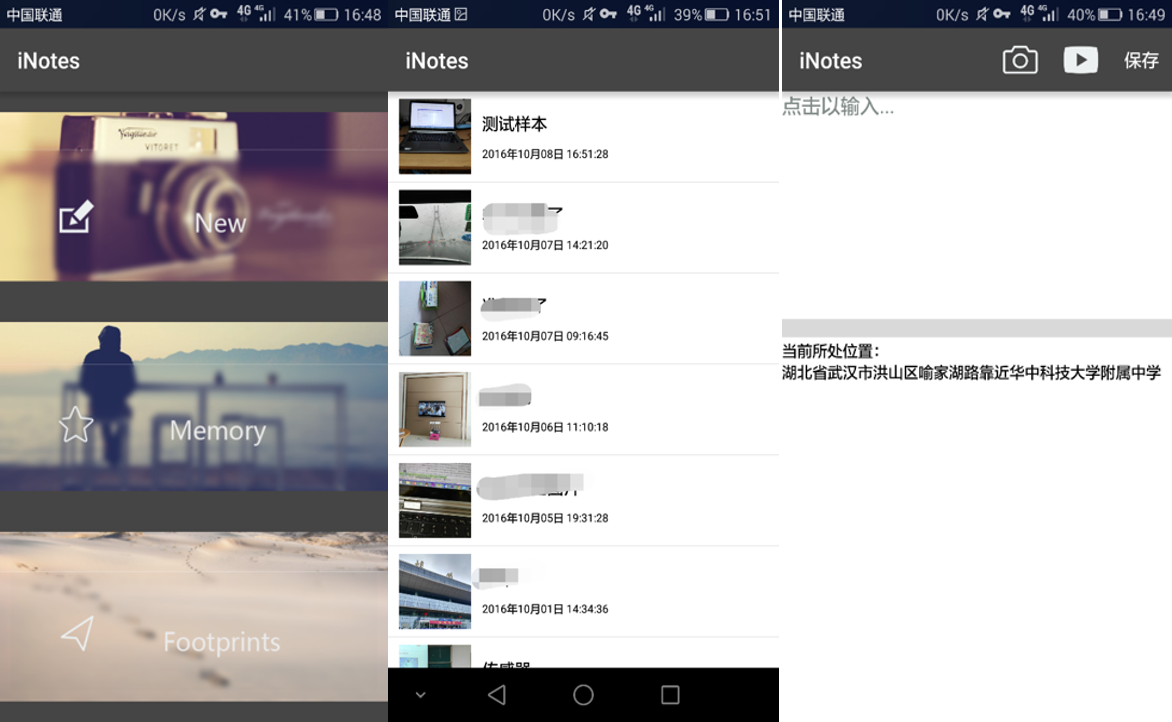 中国联通 0K/s 4G 4G 41% 16:48
iNotes
Voigtländer
VITORET
New
Memory
Footprints
中国联通 0K/s 4G 4G 39% 16:51
iNotes
测试样本
2016年10月08日 16:51:28
2016年10月07日 14:21:20
2016年10月07日 09:16:45
2016年10月06日 11:10:18
2016年10月05日 19:31:28
2016年10月01日 14:34:36
传感器
中国联通 0K/s 4G 4G 40% 16:49
iNotes 保存
点击以输入...
当前所处位置：
湖北省武汉市洪山区喻家湖路靠近华中科技大学附属中学